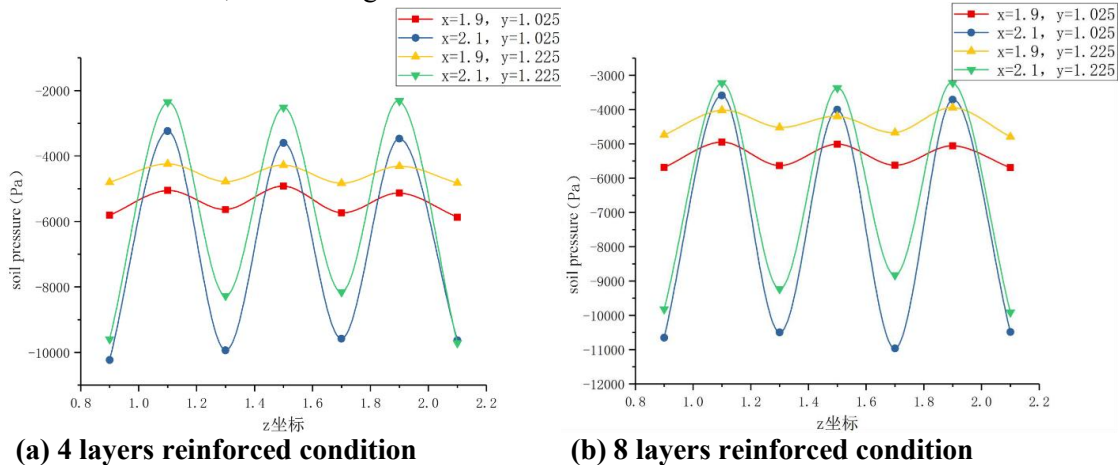 x=1.9, y=1.025
x=2.1, y=1.025
x=1.9, y=1.225
x=2.1, y=1.225
-2000
-4000
-6000
-8000
-10000
soil pressure(Pa)
0.8 1.0 1.2 1.4 1.6 1.8 2.0 2.2
z坐标
(a) 4 layers reinforced condition
x=1.9, y=1.025
x=2.1, y=1.025
x=1.9, y=1.225
x=2.1, y=1.225
-3000
-4000
-5000
-6000
-7000
-8000
-9000
-10000
-11000
-12000
soil pressure(Pa)
0.8 1.0 1.2 1.4 1.6 1.8 2.0 2.2
z坐标
(b) 8 layers reinforced condition